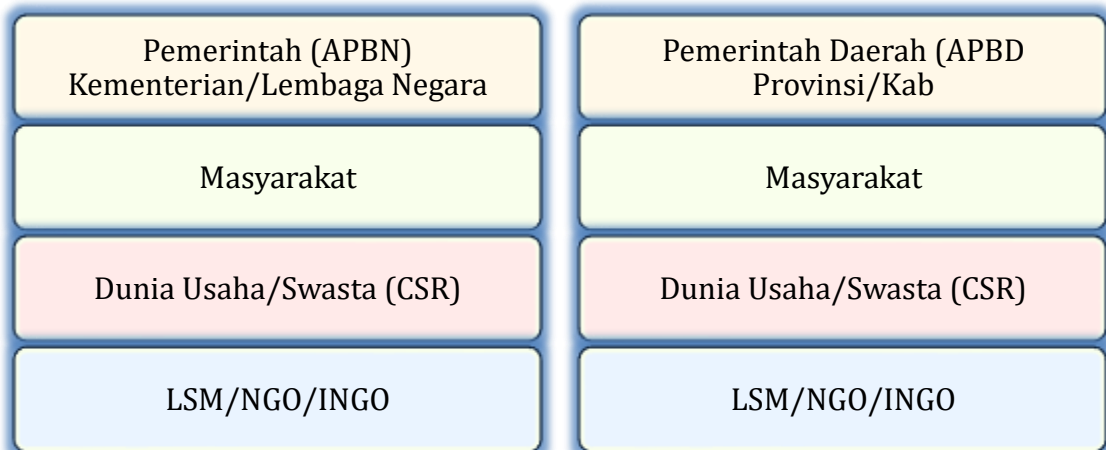 Pemerintah (APBN)
Kementerian/Lembaga Negara
Masyarakat
Dunia Usaha/Swasta (CSR)
LSM/NGO/INGO
Pemerintah Daerah (APBD
Provinsi/Kab
Masyarakat
Dunia Usaha/Swasta (CSR)
LSM/NGO/INGO